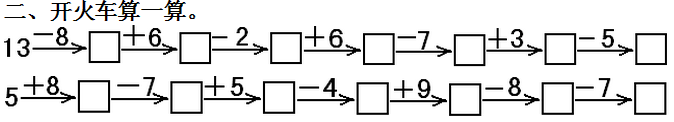 二、开火车算一算。
13 −8 → □ +6 → □ −2 → □ +6 → □ −7 → □ +3 → □ −5 → □
5 +8 → □ −7 → □ +5 → □ −4 → □ +9 → □ −8 → □ −7 → □